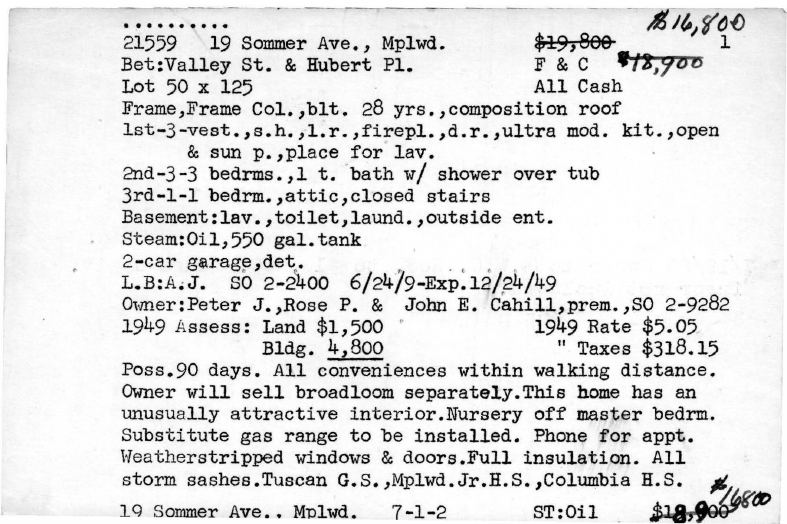 ..........
$16,800
21559 19 Sommer Ave., Mplwd. $19,800 1
Bet:Valley St. & Hubert Pl. F & C $18,900
Lot 50 x 125 All Cash
Frame,Frame Col.,blt. 28 yrs.,composition roof
1st-3-vest.,s.h.,l.r.,firepl.,d.r.,ultra mod. kit.,open
& sun p.,place for lav.
2nd-3-3 bedrms.,1 t. bath w/ shower over tub
3rd-1-1 bedrm.,attic,closed stairs
Basement:lav.,toilet,laund.,outside ent.
Steam:Oil,550 gal.tank
2-car garage,det.
L.B:A.J. SO 2-2400 6/24/9-Exp.12/24/49
Owner:Peter J.,Rose P. & John E. Cahill,prem.,SO 2-9282
1949 Assess: Land $1,500 1949 Rate $5.05
Bldg. 4,800 " Taxes $318.15
Poss.90 days. All conveniences within walking distance.
Owner will sell broadloom separately.This home has an
unusually attractive interior.Nursery off master bedrm.
Substitute gas range to be installed. Phone for appt.
Weatherstripped windows & doors.Full insulation. All
storm sashes.Tuscan G.S.,Mplwd.Jr.H.S.,Columbia H.S.
$16800
19 Sommer Ave., Mplwd. 7-1-2 ST:Oil $18,900